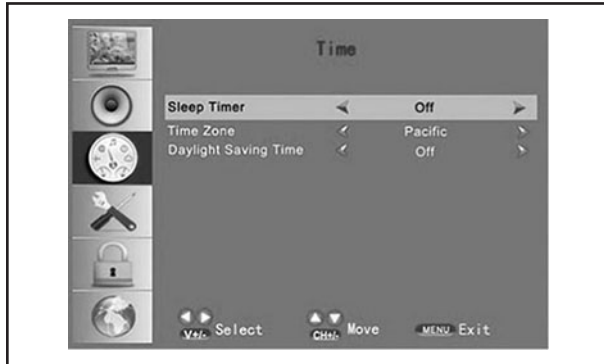 Time
Sleep Timer Off
Time Zone Pacific
Daylight Saving Time Off
V+/- Select CH+/- Move MENU Exit